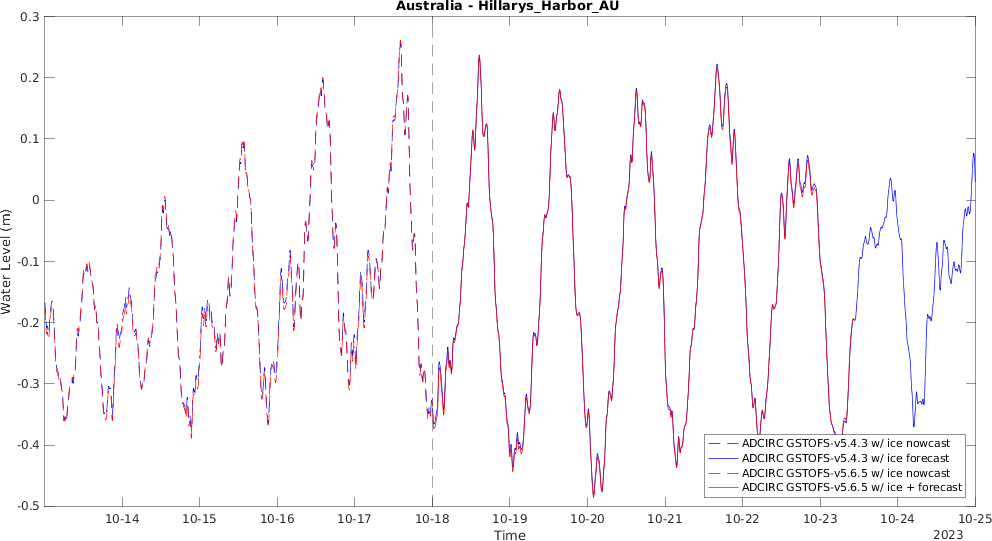 Australia - Hillarys_Harbor_AU
0.3
0.2
0.1
0
-0.1
-0.2
-0.3
-0.4
-0.5
Water Level (m)
10-14 10-15 10-16 10-17 10-18 10-19 10-20 10-21 10-22 10-23 10-24 10-25
Time
2023
ADCIRC GSTOFS-v5.4.3 w/ ice nowcast
ADCIRC GSTOFS-v5.4.3 w/ ice forecast
ADCIRC GSTOFS-v5.6.5 w/ ice nowcast
ADCIRC GSTOFS-v5.6.5 w/ ice + forecast